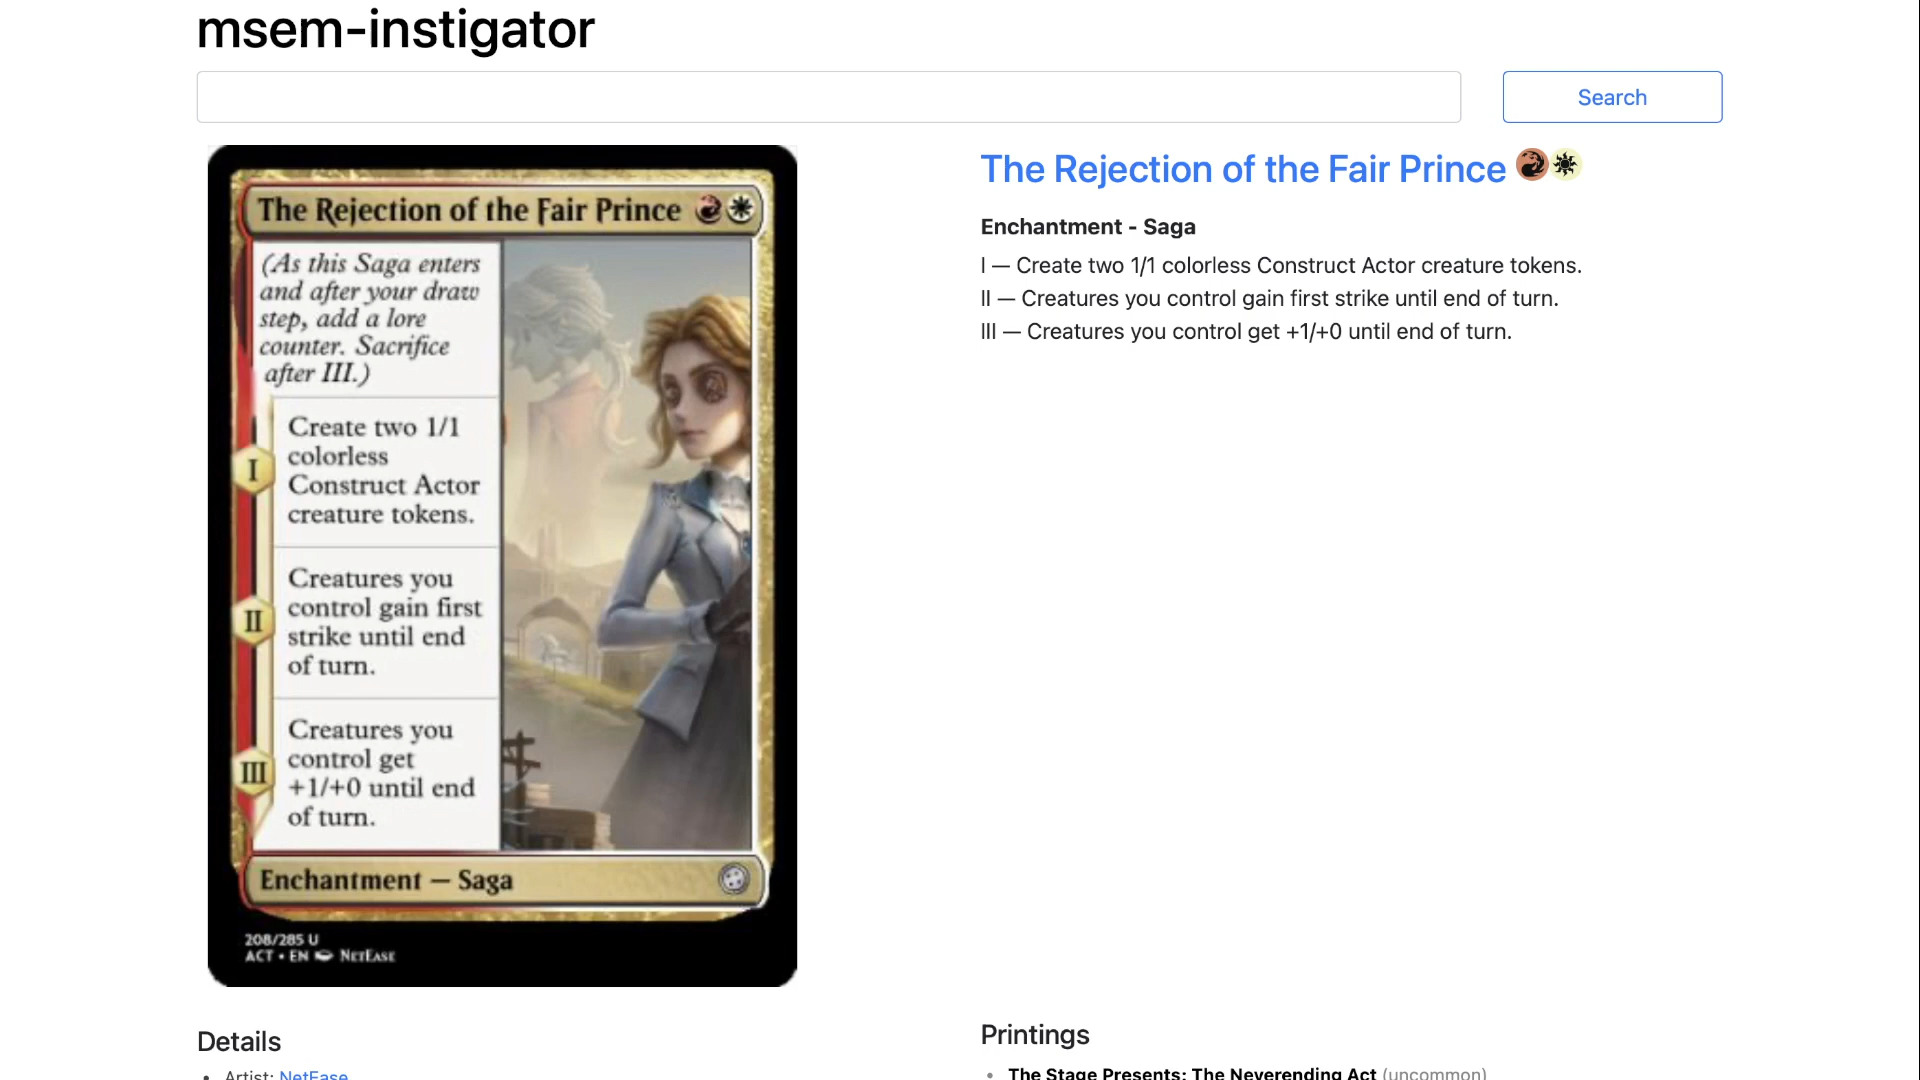 msem-instigator
Search
The Rejection of the Fair Prince
(As this Saga enters
and after your draw
step, add a lore
counter. Sacrifice
after III.)
I
Create two 1/1
colorless
Construct Actor
creature tokens.
II
Creatures you
control gain first
strike until end
of turn.
III
Creatures you
control get
+1/+0 until end
of turn.
Enchantment — Saga
208/285 U
ACT • EN NetEase
The Rejection of the Fair Prince
Enchantment - Saga
I — Create two 1/1 colorless Construct Actor creature tokens.
II — Creatures you control gain first strike until end of turn.
III — Creatures you control get +1/+0 until end of turn.
Details
• Artist: NetEase
Printings
• The Stage Presents: The Neverending Act (uncommon)